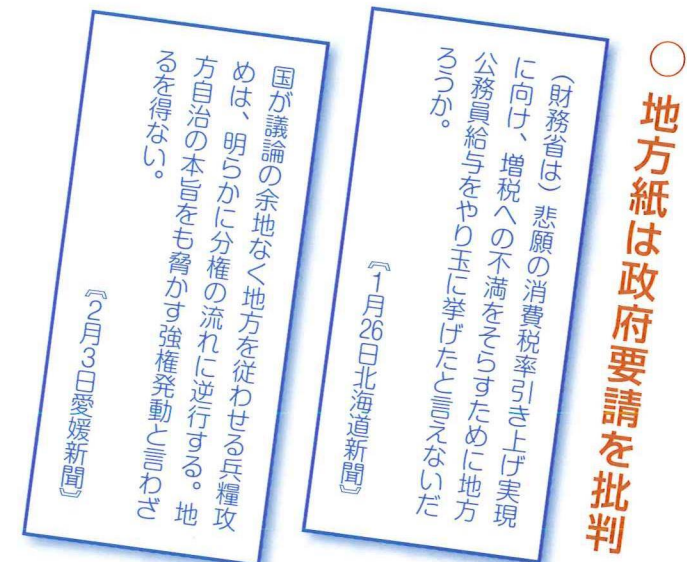 ○ 地方紙は政府要請を批判
（財務省は）悲願の消費税率引き上げ実現
に向け、増税への不満をそらすために地方
公務員給与をやり玉に挙げたと言えないだ
ろうか。
〖1月26日北海道新聞〗
国が議論の余地なく地方を従わせる兵糧攻
めは、明らかに分権の流れに逆行する。地
方自治の本旨をも脅かす強権発動と言わざ
るを得ない。
〖2月3日愛媛新聞〗